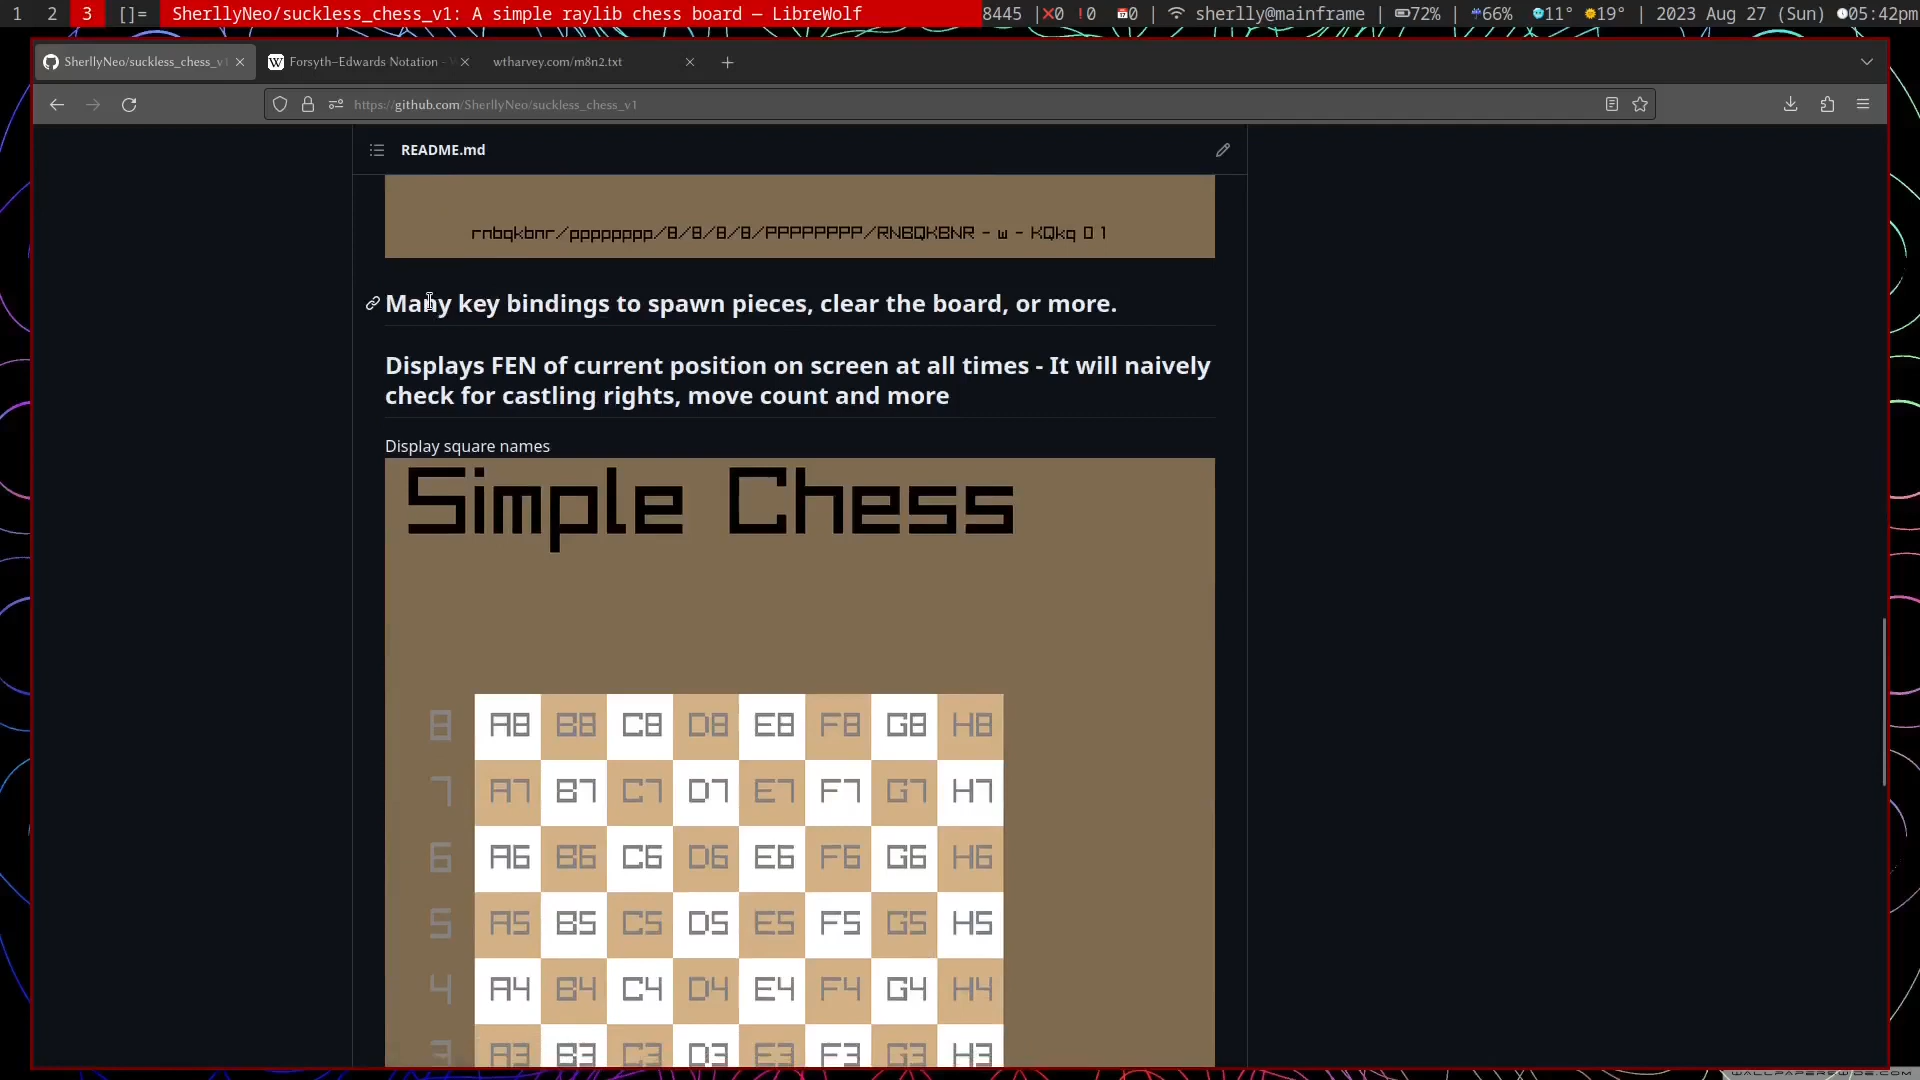 1 2 3 []= SherllyNeo/suckless_chess_v1: A simple raylib chess board — LibreWolf 8445 |❌0 !0 📅0 | sherlly@mainframe | 72% | ☔66% 🥶11° 🌞19° | 2023 Aug 27 (Sun) 🕓05:42pm
SherllyNeo/suckless_chess_v1 Forsyth–Edwards Notation - wtharvey.com/m8n2.txt
https://github.com/SherllyNeo/suckless_chess_v1
README.md
rnbqkbnr/pppppppp/8/8/8/8/PPPPPPPP/RNBQKBNR - w - KQkq 0 1
Many key bindings to spawn pieces, clear the board, or more.
Displays FEN of current position on screen at all times - It will naively
check for castling rights, move count and more
Display square names
Simple Chess
8 A8 B8 C8 D8 E8 F8 G8 H8
7 A7 B7 C7 D7 E7 F7 G7 H7
6 A6 B6 C6 D6 E6 F6 G6 H6
5 A5 B5 C5 D5 E5 F5 G5 H5
4 A4 B4 C4 D4 E4 F4 G4 H4
3 A3 B3 C3 D3 E3 F3 G3 H3